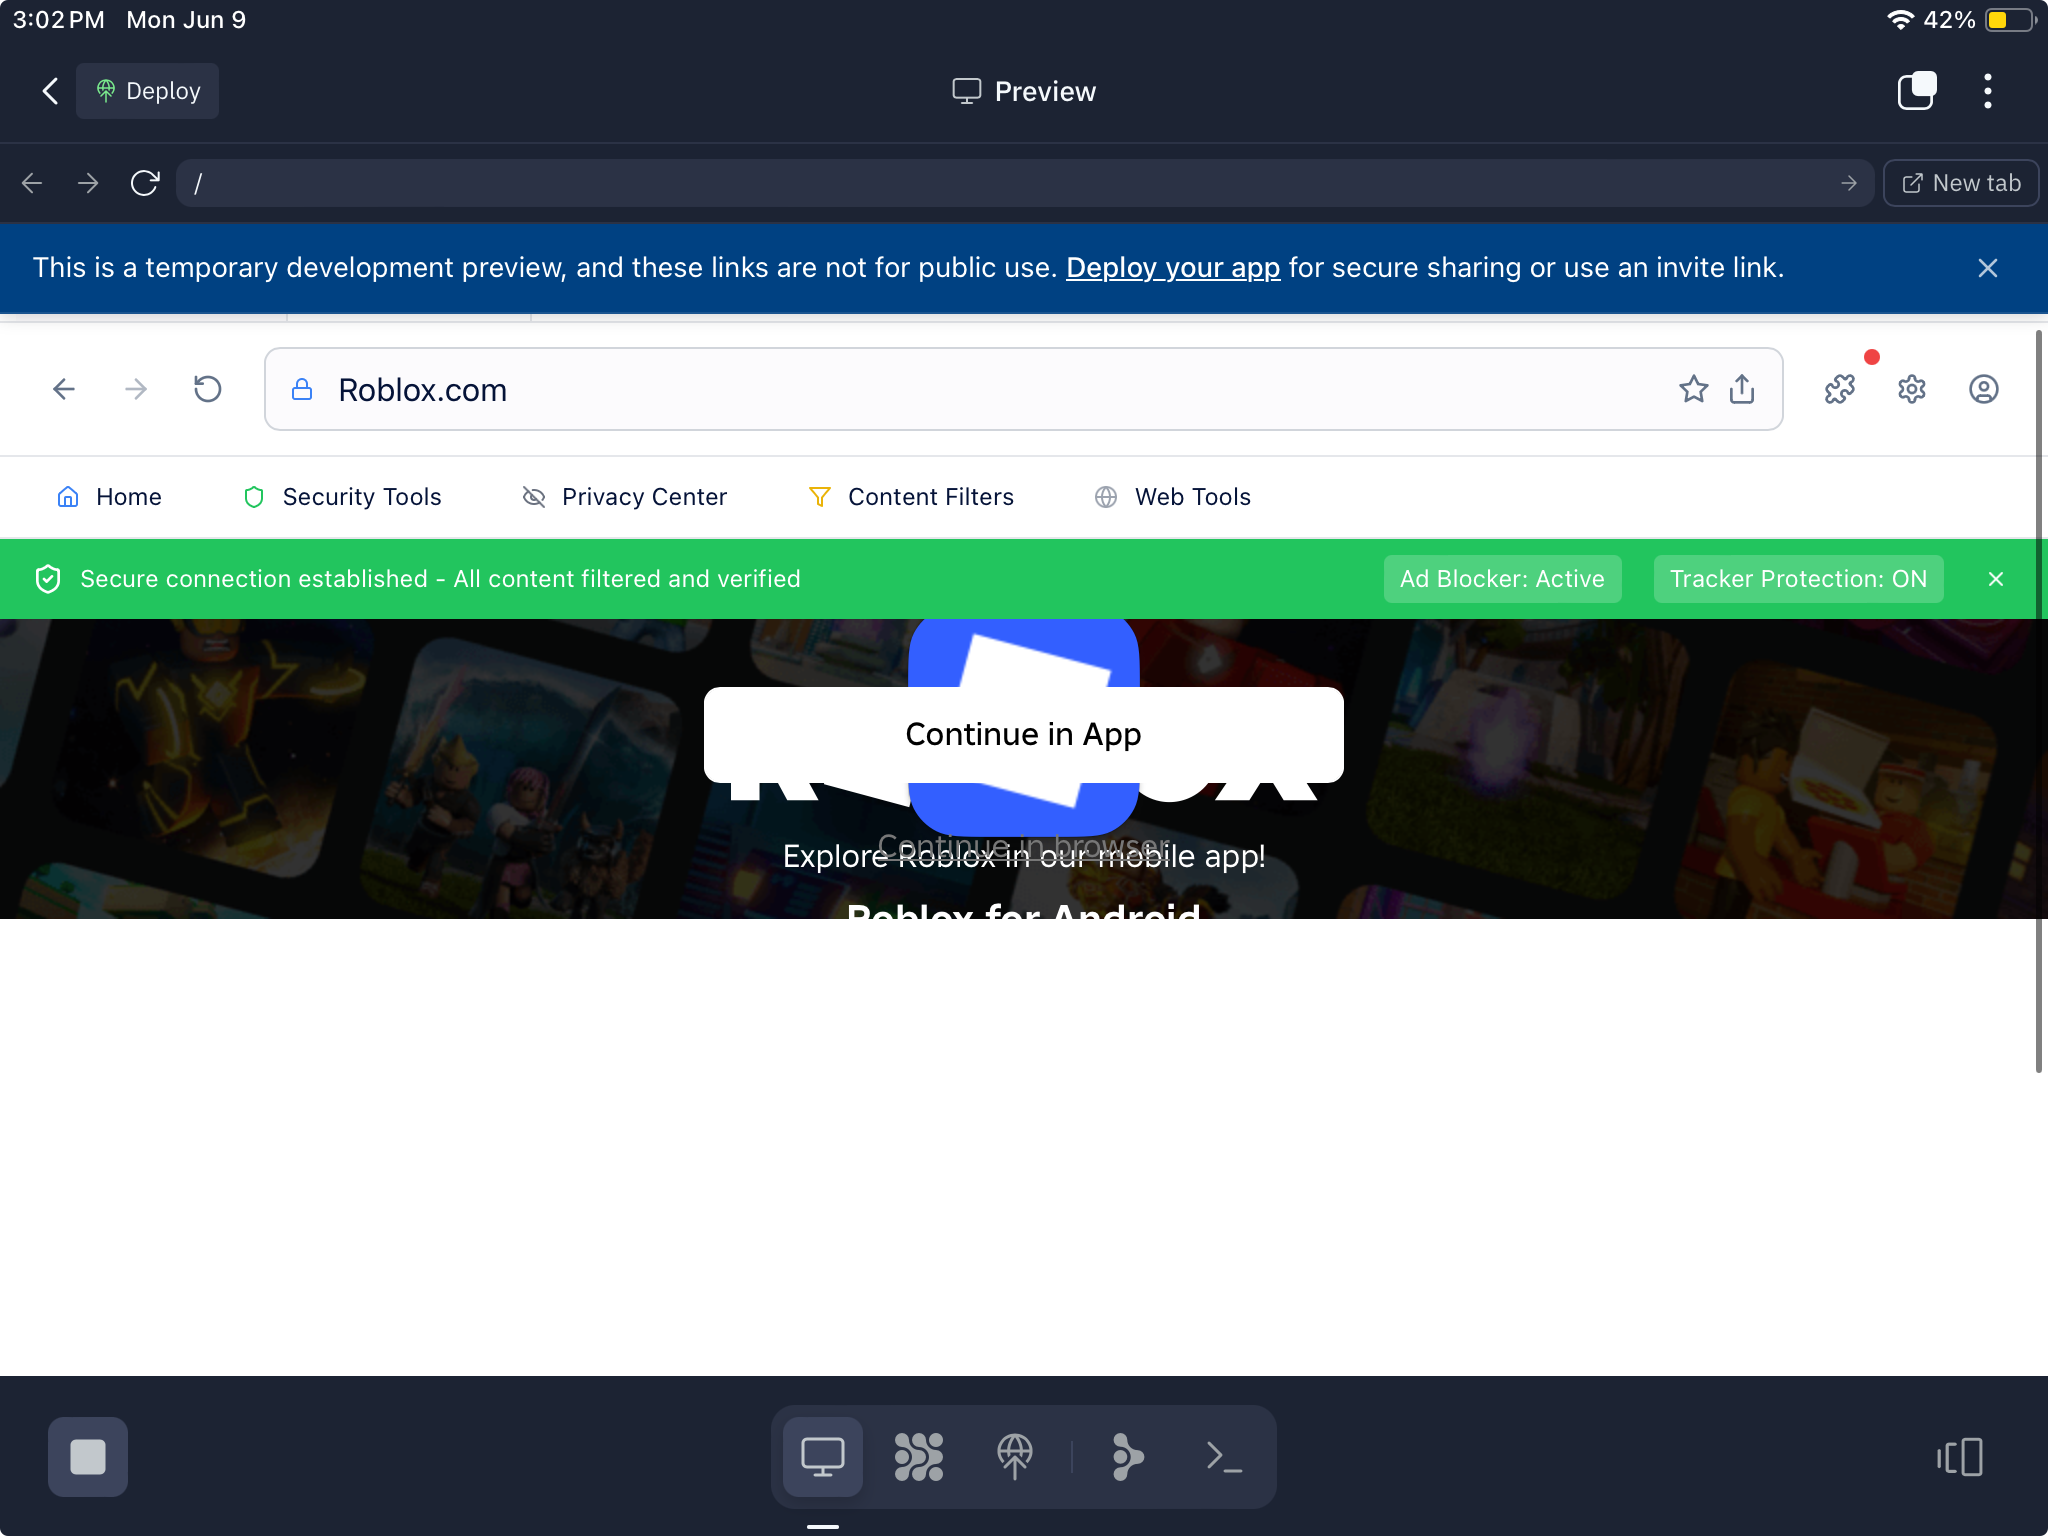 3:02 PM Mon Jun 9
42%
Deploy
Preview
/
New tab
This is a temporary development preview, and these links are not for public use. Deploy your app for secure sharing or use an invite link.
Roblox.com
Home
Security Tools
Privacy Center
Content Filters
Web Tools
Secure connection established - All content filtered and verified
Ad Blocker: Active
Tracker Protection: ON
Continue in App
Continue in browser
Explore Roblox in our mobile app!
Roblox for Android